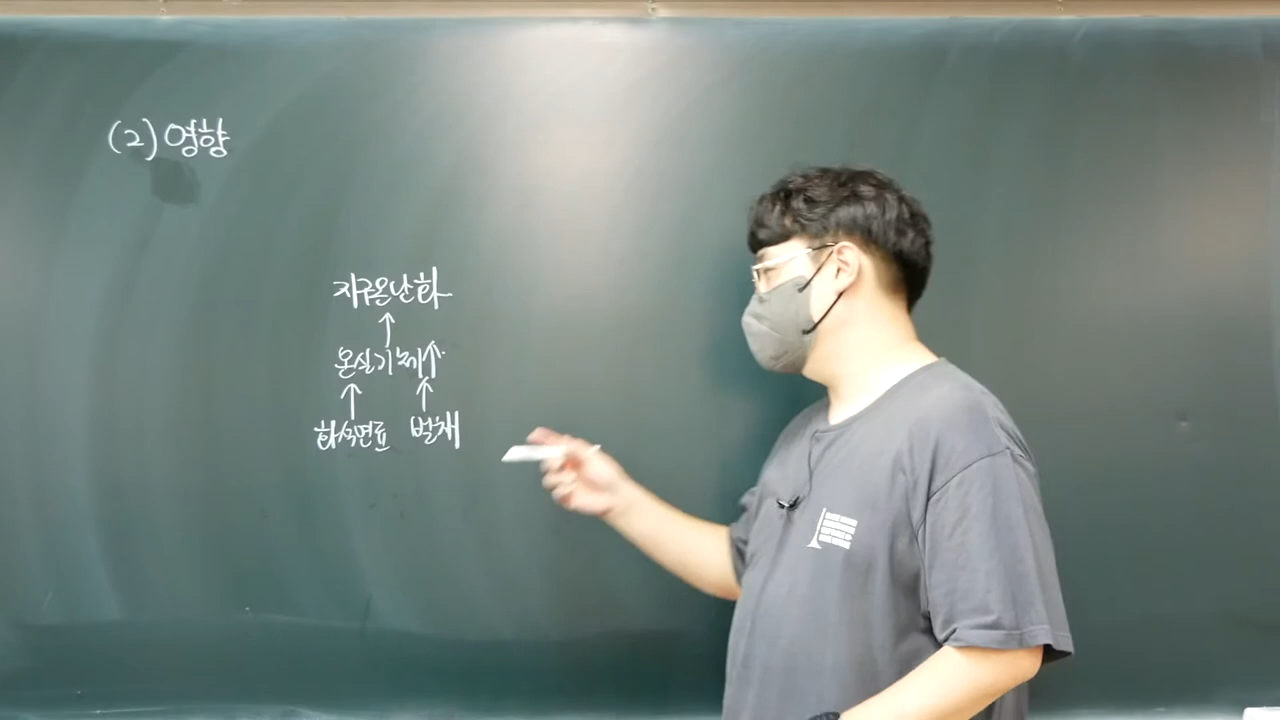 (2) 영향
지구온난화
↑
온실기체↑
↑ ↑
화석연료 벌채